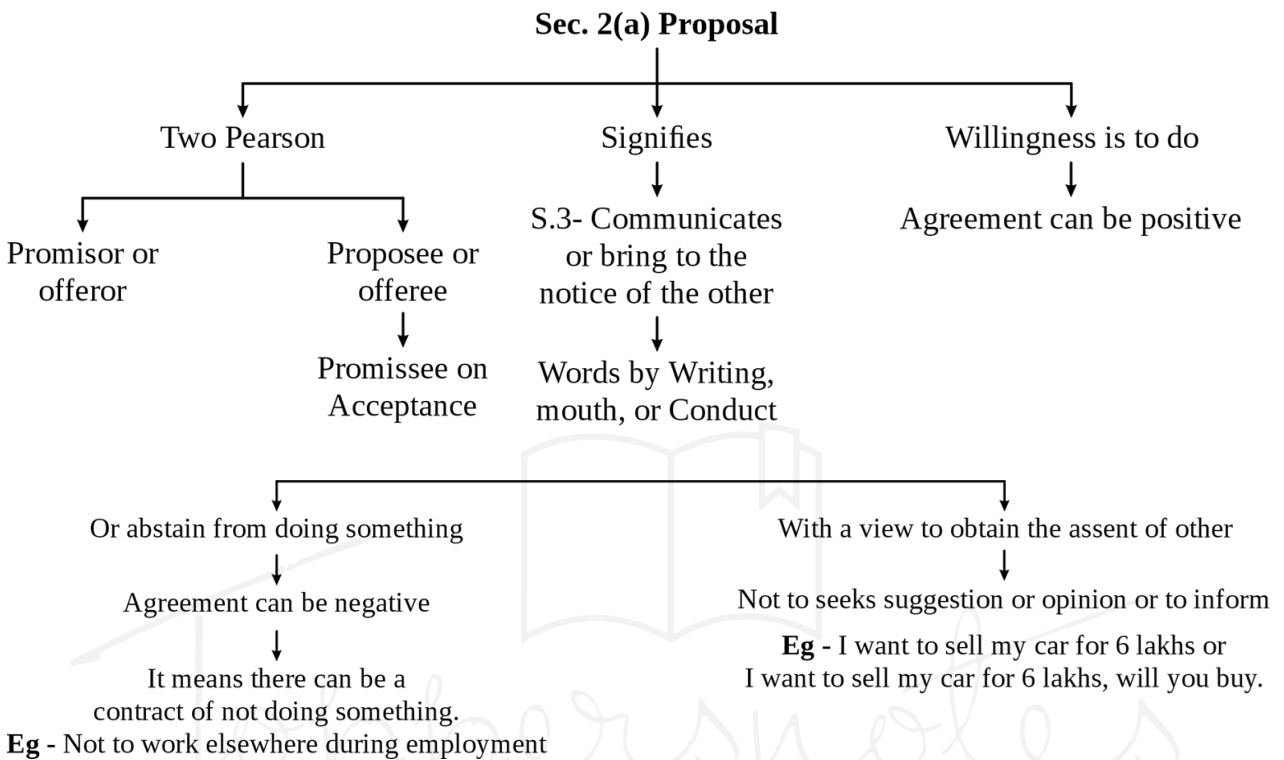 Sec. 2(a) Proposal
Two Pearson
Signifies
Willingness is to do
Promisor or
offeror
Proposee or
offeree
Promissee on
Acceptance
S.3- Communicates
or bring to the
notice of the other
Words by Writing,
mouth, or Conduct
Agreement can be positive
Or abstain from doing something
Agreement can be negative
It means there can be a
contract of not doing something.
Eg - Not to work elsewhere during employment
With a view to obtain the assent of other
Not to seeks suggestion or opinion or to inform
Eg - I want to sell my car for 6 lakhs or
I want to sell my car for 6 lakhs, will you buy.
Toppersnotes